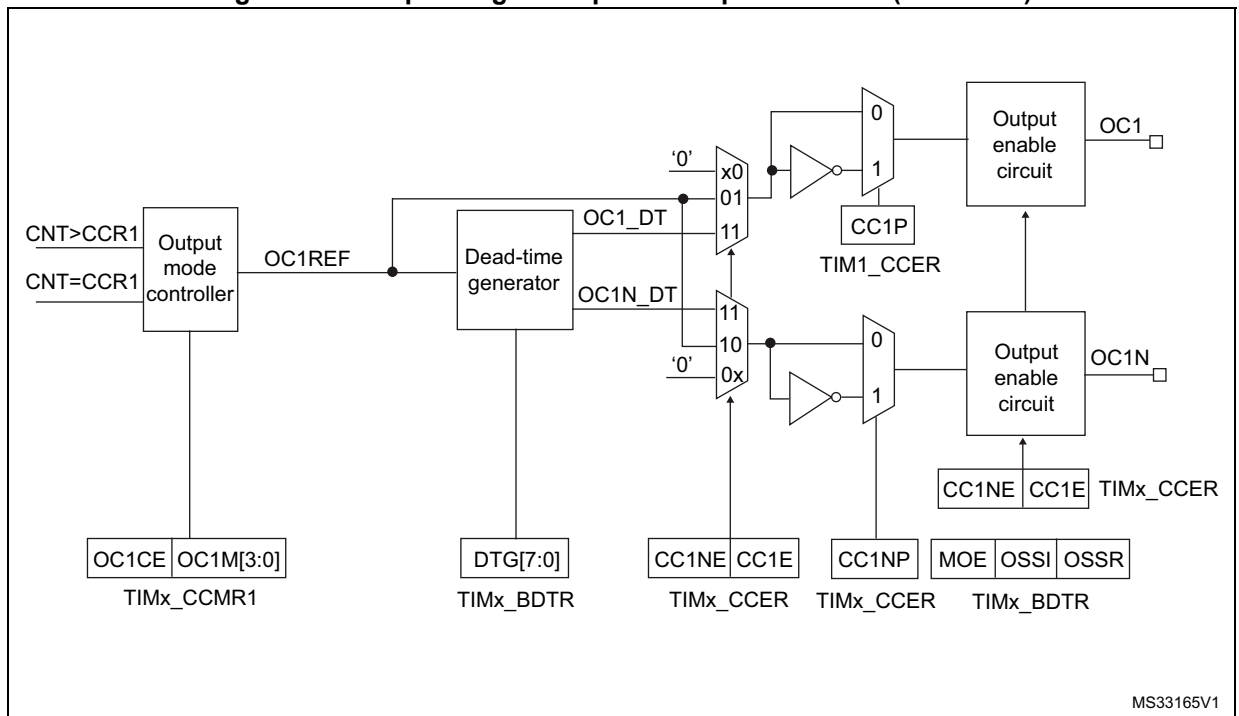 CNT>CCR1
CNT=CCR1
Output
mode
controller
OC1REF
OC1CE OC1M[3:0]
TIMx_CCMR1
Dead-time
generator
OC1_DT
OC1N_DT
DTG[7:0]
TIMx_BDTR
‘0’
x0
01
11
11
10
‘0’
0x
CC1NE CC1E
TIMx_CCER
0
1
CC1P
TIM1_CCER
0
1
CC1NP
TIMx_CCER
Output
enable
circuit
OC1
Output
enable
circuit
OC1N
CC1NE CC1E TIMx_CCER
MOE OSSI OSSR
TIMx_BDTR
MS33165V1